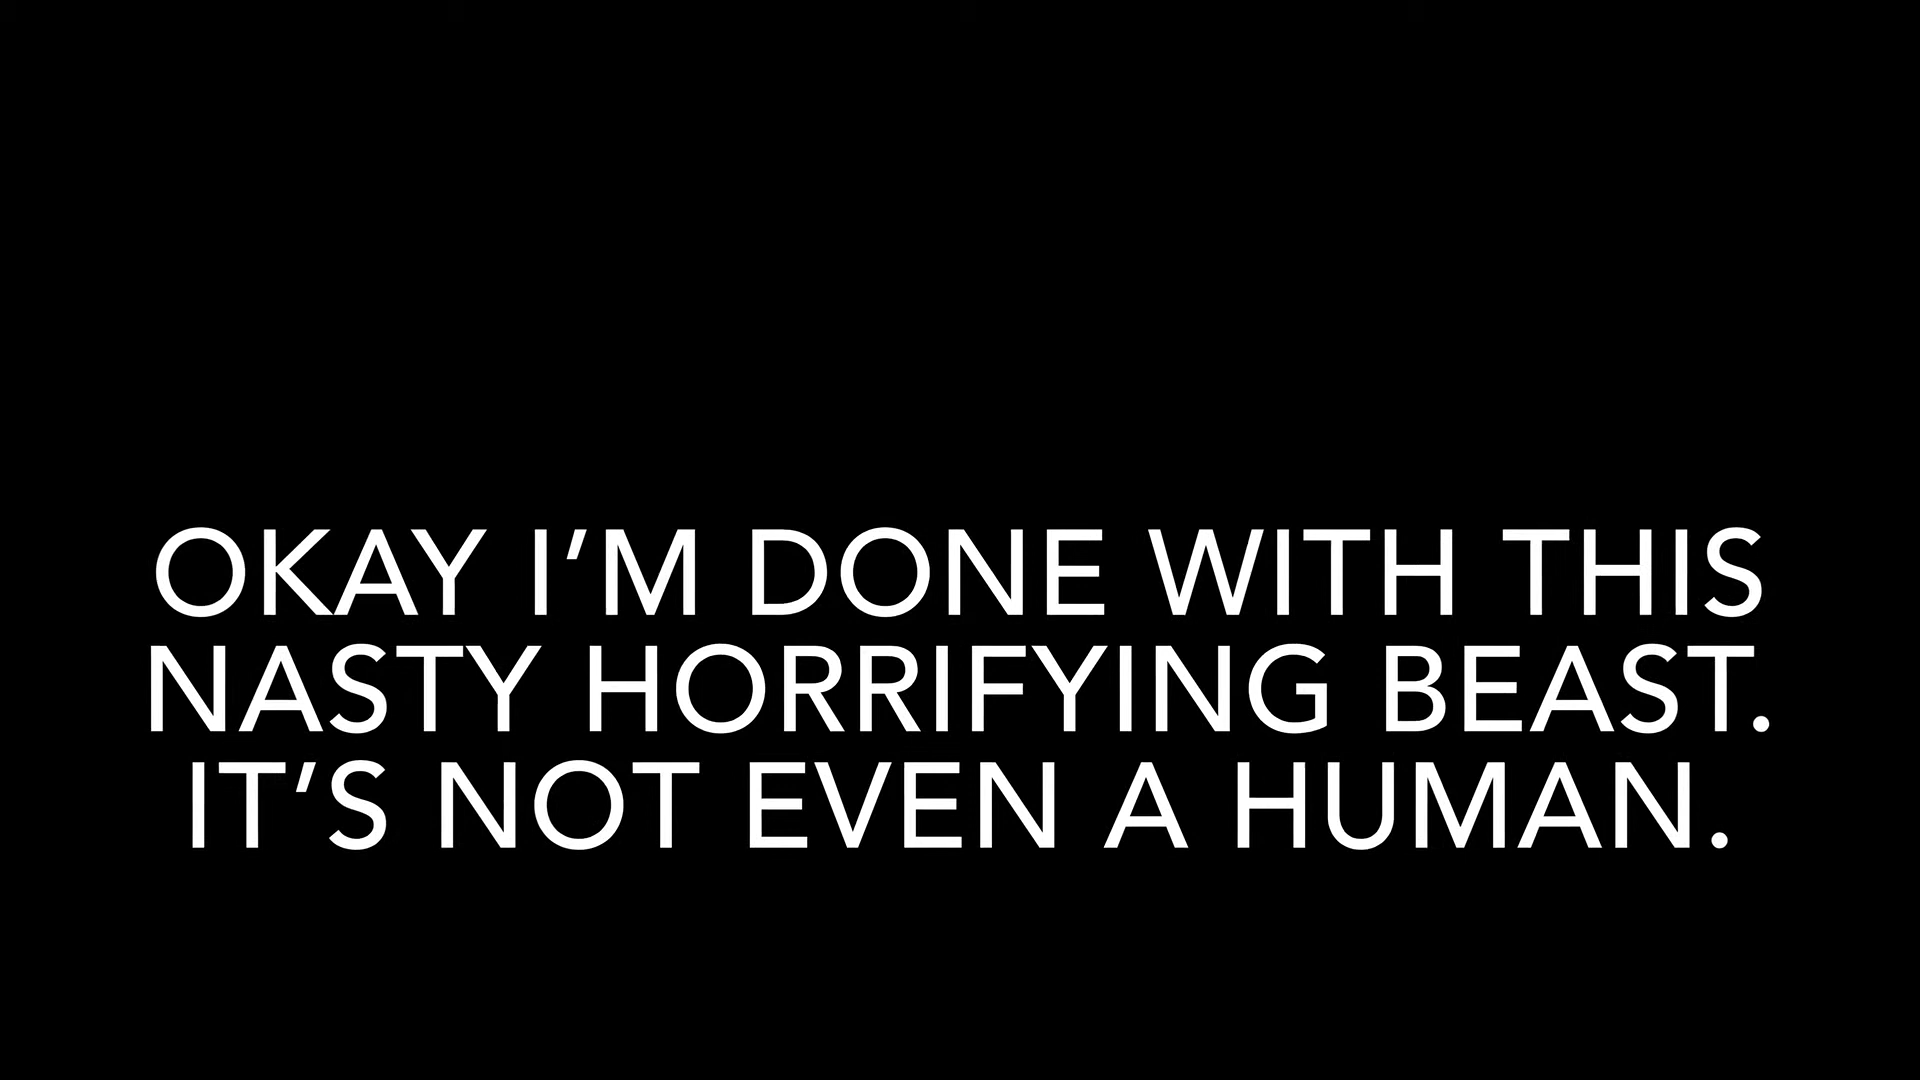 OKAY I’M DONE WITH THIS
NASTY HORRIFYING BEAST.
IT’S NOT EVEN A HUMAN.